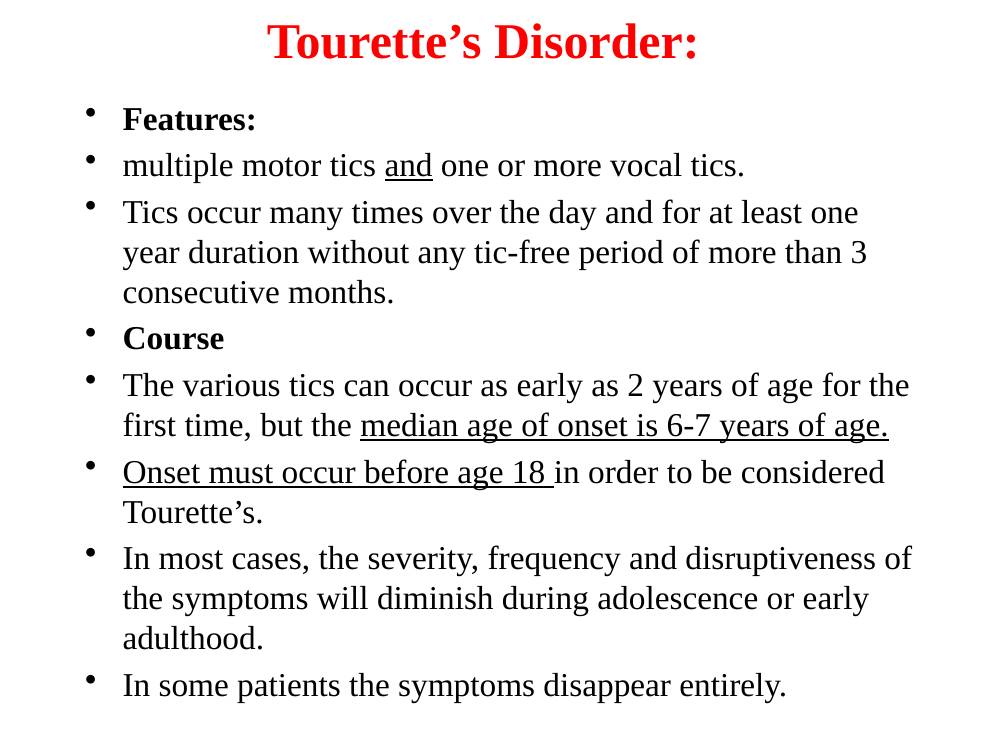 Tourette’s Disorder:
• Features:
• multiple motor tics and one or more vocal tics.
• Tics occur many times over the day and for at least one
year duration without any tic-free period of more than 3
consecutive months.
• Course
• The various tics can occur as early as 2 years of age for the
first time, but the median age of onset is 6-7 years of age.
• Onset must occur before age 18 in order to be considered
Tourette’s.
• In most cases, the severity, frequency and disruptiveness of
the symptoms will diminish during adolescence or early
adulthood.
• In some patients the symptoms disappear entirely.